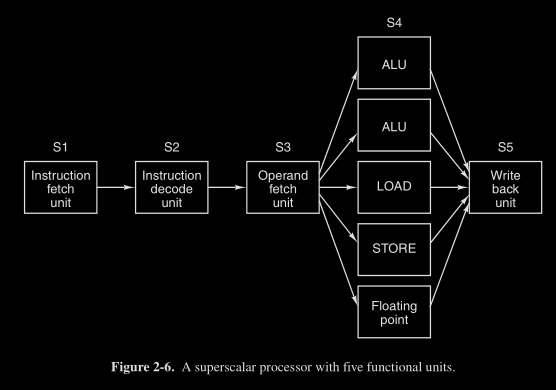 S4
ALU
ALU
S1
S2
S3
S5
Instruction
fetch
unit
Instruction
decode
unit
Operand
fetch
unit
LOAD
Write
back
unit
STORE
Floating
point
Figure 2-6. A superscalar processor with five functional units.